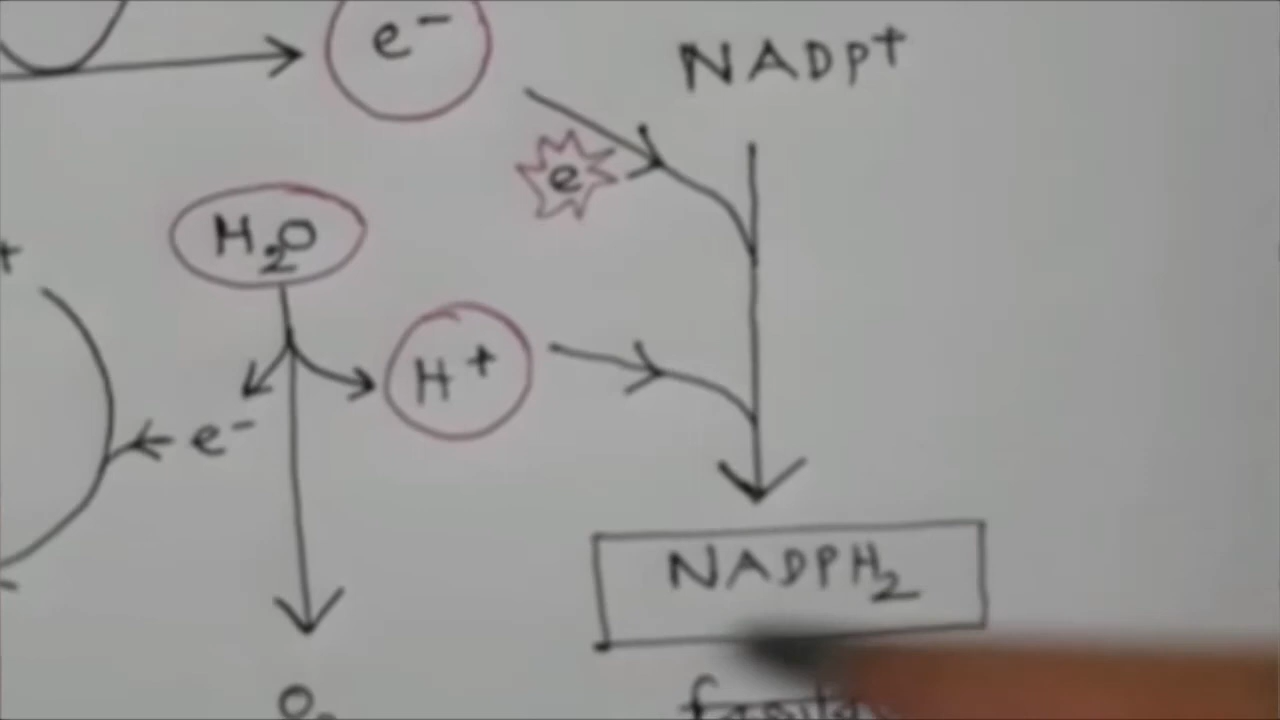 e⁻
NADP+
e
H₂O
+
H+
e⁻
NADPH₂